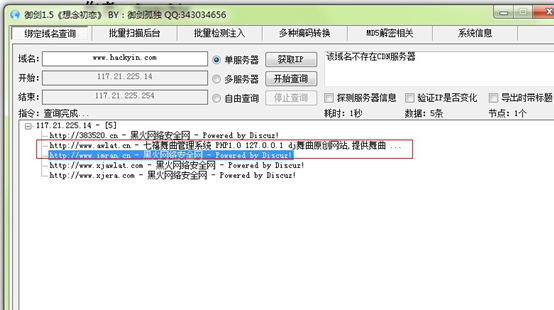 御剑1.5《想念初恋》 BY：御剑孤独 QQ:343034656
绑定域名查询 批量扫描后台 批量检测注入 多种编码转换 MD5解密相关 系统信息
域名： www.hackyin.com 单服务器 获取IP 该域名不存在CDN服务器
开始： 117.21.225.14 多服务器 开始查询
结束： 117.21.225.254 自由查询 停止查询 探测服务器信息 验证IP是否变化 导出时带标题
指令：查询完成... 耗时：1秒 数据：5条 节点：1个
117.21.225.14 - [5]
http://383520.cn - 黑火网络安全网 - Powered by Discuz!
http://www.awlat.cn - 七禧舞曲管理系统 PHP1.0 127.0.0.1 dj舞曲原创网站,提供舞曲 ...
http://www.imran.cn - 黑火网络安全网 - Powered by Discuz!
http://www.xjawlat.com - 黑火网络安全网 - Powered by Discuz!
http://www.xjera.com - 黑火网络安全网 - Powered by Discuz!